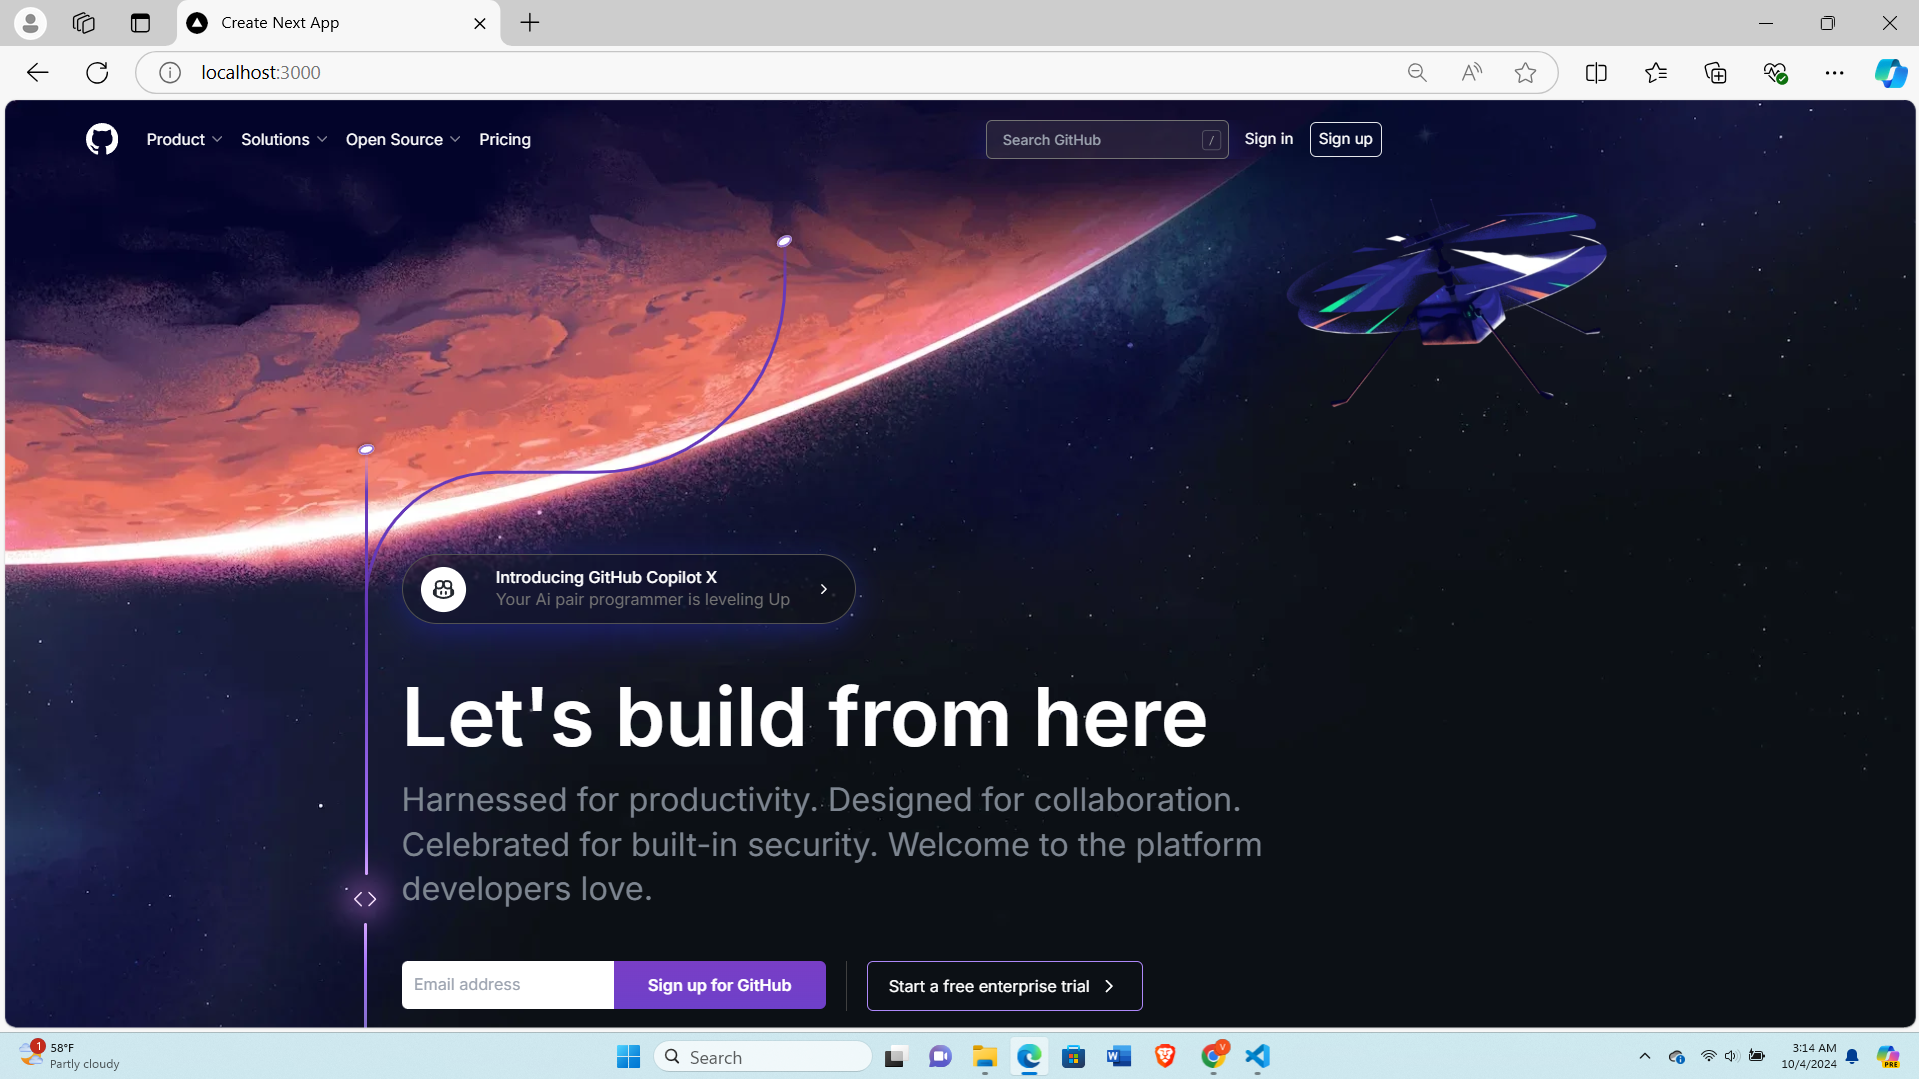 Create Next App
localhost:3000
Product Solutions Open Source Pricing
Search GitHub / Sign in Sign up
Introducing GitHub Copilot X
Your Ai pair programmer is leveling Up
Let's build from here
Harnessed for productivity. Designed for collaboration.
Celebrated for built-in security. Welcome to the platform
developers love.
Email address Sign up for GitHub Start a free enterprise trial
1
58°F
Partly cloudy
Search
W
V
3:14 AM
10/4/2024
PRE